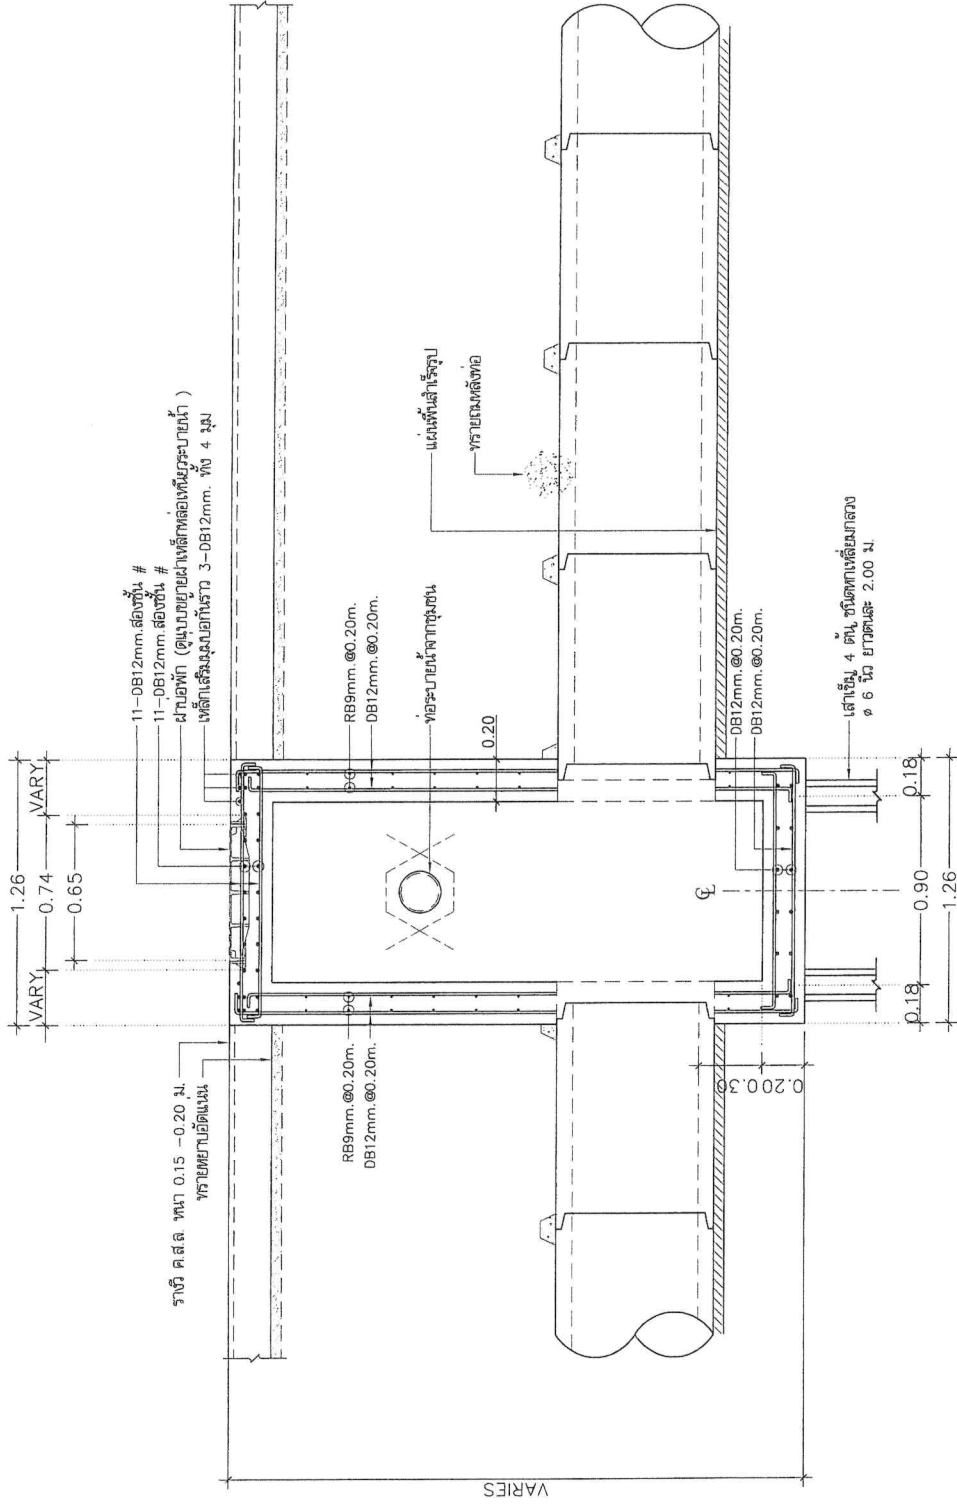 1.26
VARY
0.74
VARY
0.65
11-DB12mm.สองชั้น #
11-DB12mm.สองชั้น #
ฝาบ่อพัก (ดูแบบขยายฝาเหล็กหล่อเหนียวระบายน้ำ )
เหล็กเสริมมุมบ่อกันร้าว 3-DB12mm. ทั้ง 4 มุม
รางวี ค.ส.ล. หนา 0.15 -0.20 ม.
ทรายหยาบอัดแน่น
RB9mm.@0.20m.
DB12mm.@0.20m.
RB9mm.@0.20m.
DB12mm.@0.20m.
ท่อระบายน้ำจากชุมชน
0.20
แผ่นพื้นสำเร็จรูป
ทรายถมหลังท่อ
VARIES
0.30
0.20
CL
DB12mm.@0.20m.
DB12mm.@0.20m.
เสาเข็ม 4 ต้น ชนิดหกเหลี่ยมกลวง
ø 6 นิ้ว ยาวต้นละ 2.00 ม.
0.18
0.90
0.18
1.26